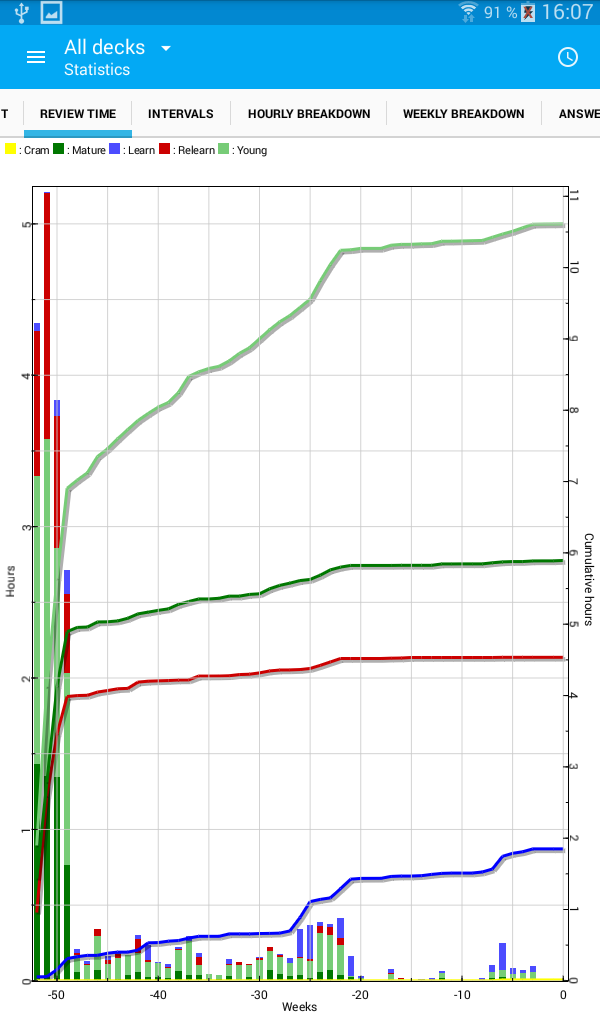 91 % 16:07
All decks
Statistics
T REVIEW TIME INTERVALS HOURLY BREAKDOWN WEEKLY BREAKDOWN ANSWE
: Cram : Mature : Learn : Relearn : Young
5
4
3
2
1
0
Hours
11
10
9
8
7
6
5
4
3
2
1
0
Cumulative hours
-50 -40 -30 -20 -10 -0
Weeks